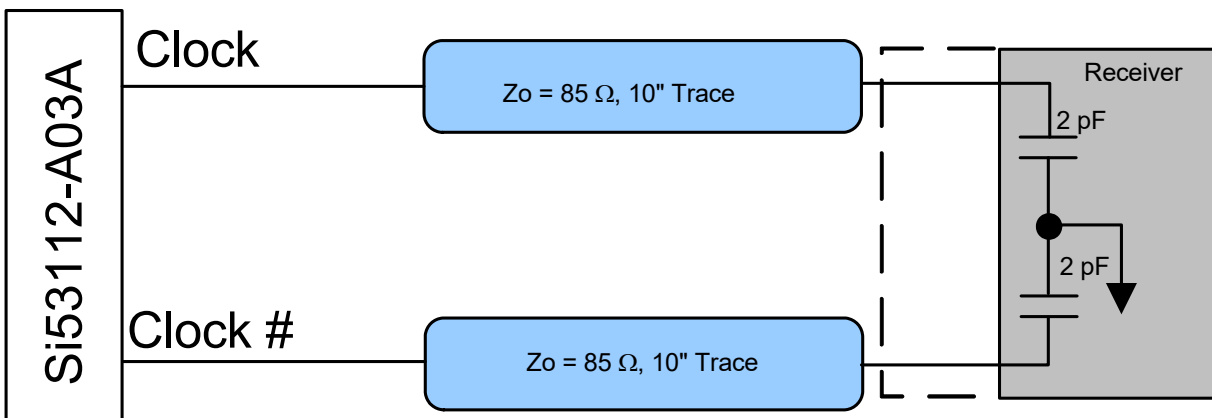 Si53112-A03A
Clock
Zo = 85 Ω, 10" Trace
Receiver
2 pF
2 pF
Clock #
Zo = 85 Ω, 10" Trace